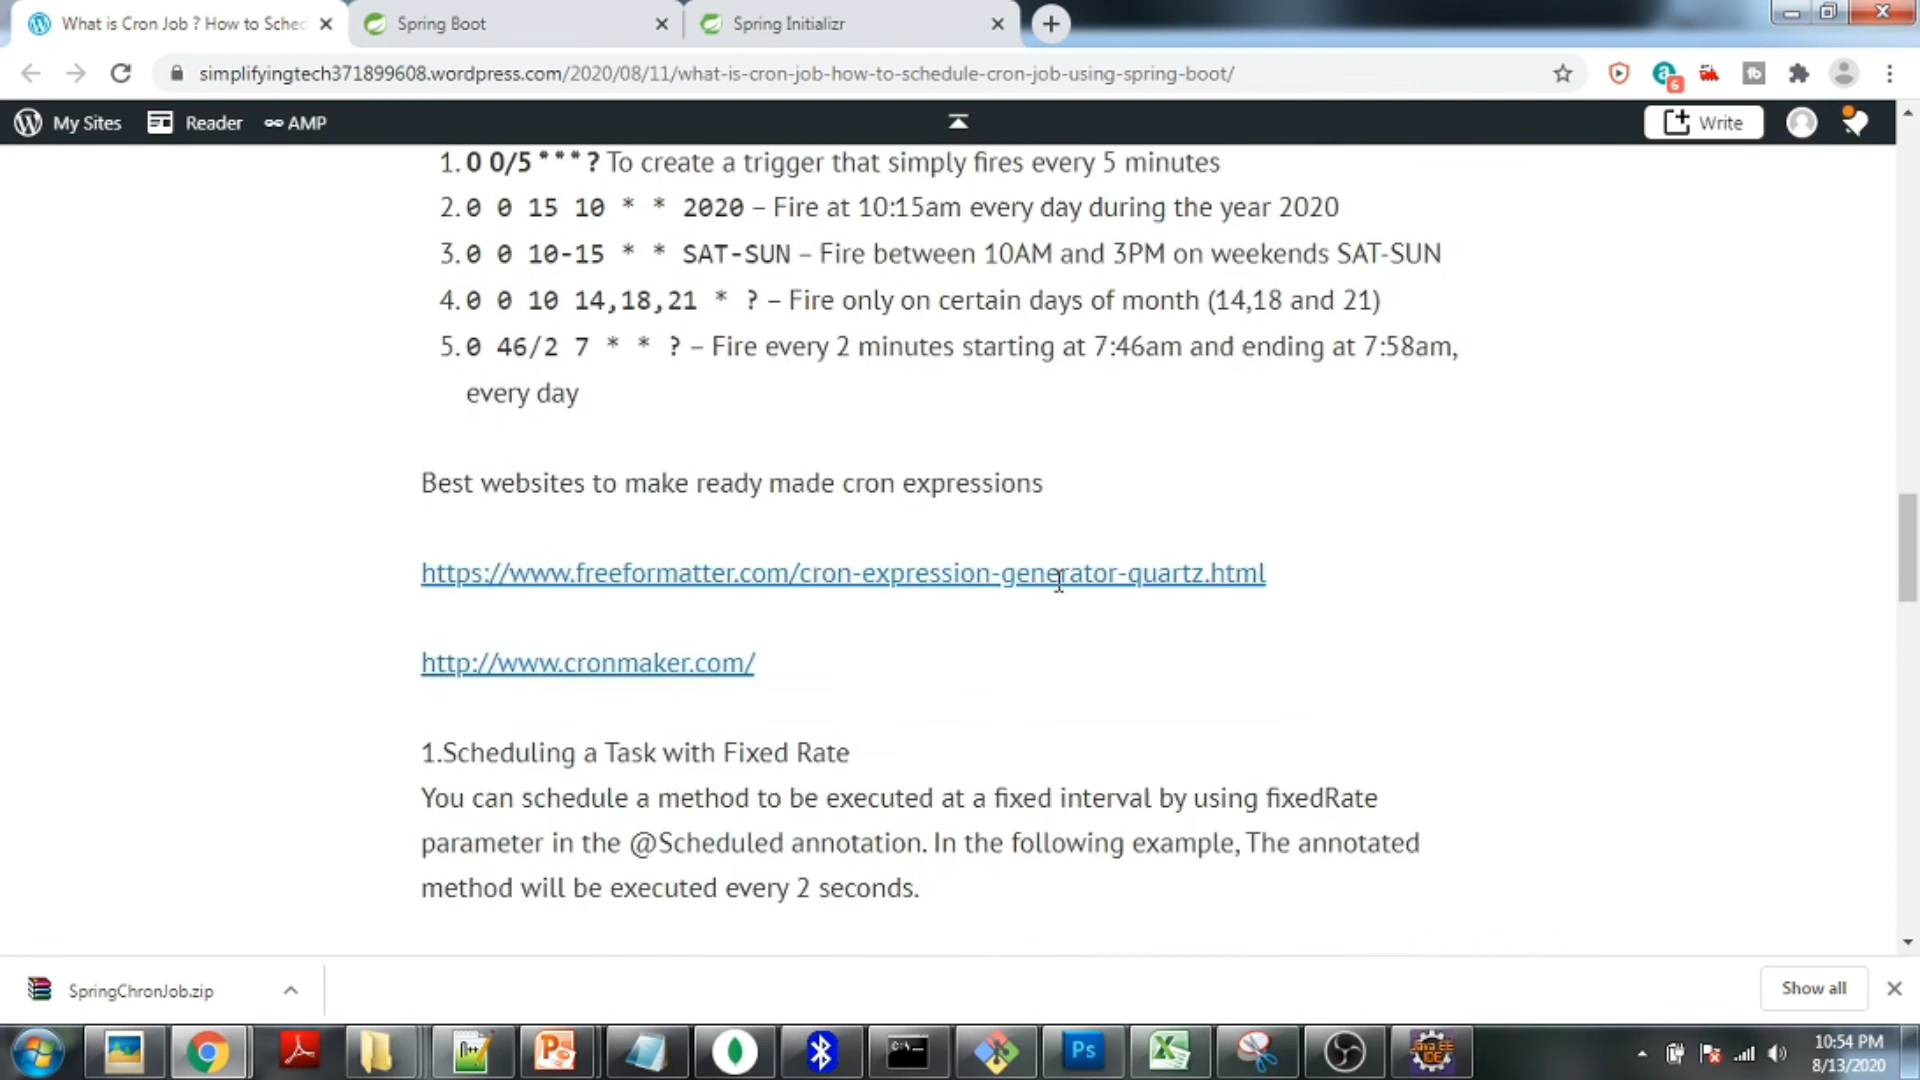 What is Cron Job ? How to Sched
Spring Boot
Spring Initializr
simplifyingtech371899608.wordpress.com/2020/08/11/what-is-cron-job-how-to-schedule-cron-job-using-spring-boot/
6
My Sites
Reader
AMP
Write
1. 0 0/5 * * * ? To create a trigger that simply fires every 5 minutes
2. 0 0 15 10 * * 2020 – Fire at 10:15am every day during the year 2020
3. 0 0 10-15 * * SAT-SUN – Fire between 10AM and 3PM on weekends SAT-SUN
4. 0 0 10 14,18,21 * ? – Fire only on certain days of month (14,18 and 21)
5. 0 46/2 7 * * ? – Fire every 2 minutes starting at 7:46am and ending at 7:58am,
every day
Best websites to make ready made cron expressions
https://www.freeformatter.com/cron-expression-generator-quartz.html
http://www.cronmaker.com/
1.Scheduling a Task with Fixed Rate
You can schedule a method to be executed at a fixed interval by using fixedRate
parameter in the @Scheduled annotation. In the following example, The annotated
method will be executed every 2 seconds.
SpringChronJob.zip
Show all
Ps
Java EE
IDE
10:54 PM
8/13/2020